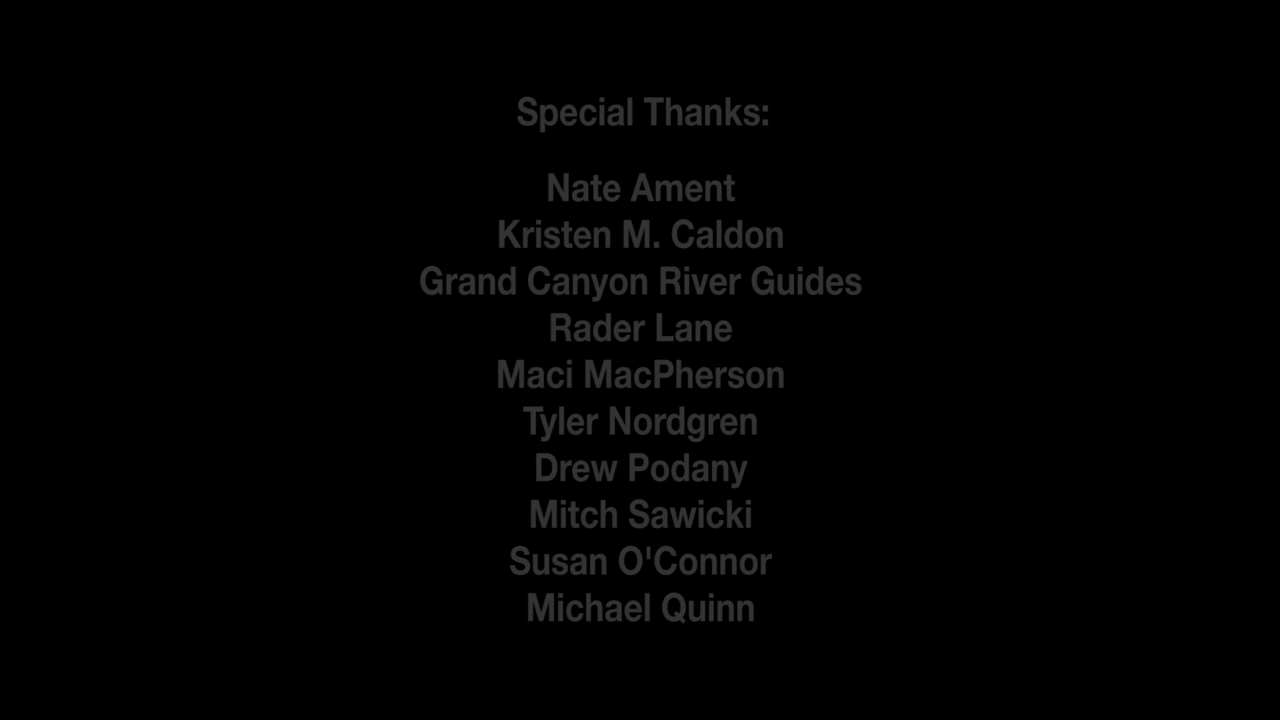 Special Thanks:
Nate Ament
Kristen M. Caldon
Grand Canyon River Guides
Rader Lane
Maci MacPherson
Tyler Nordgren
Drew Podany
Mitch Sawicki
Susan O'Connor
Michael Quinn